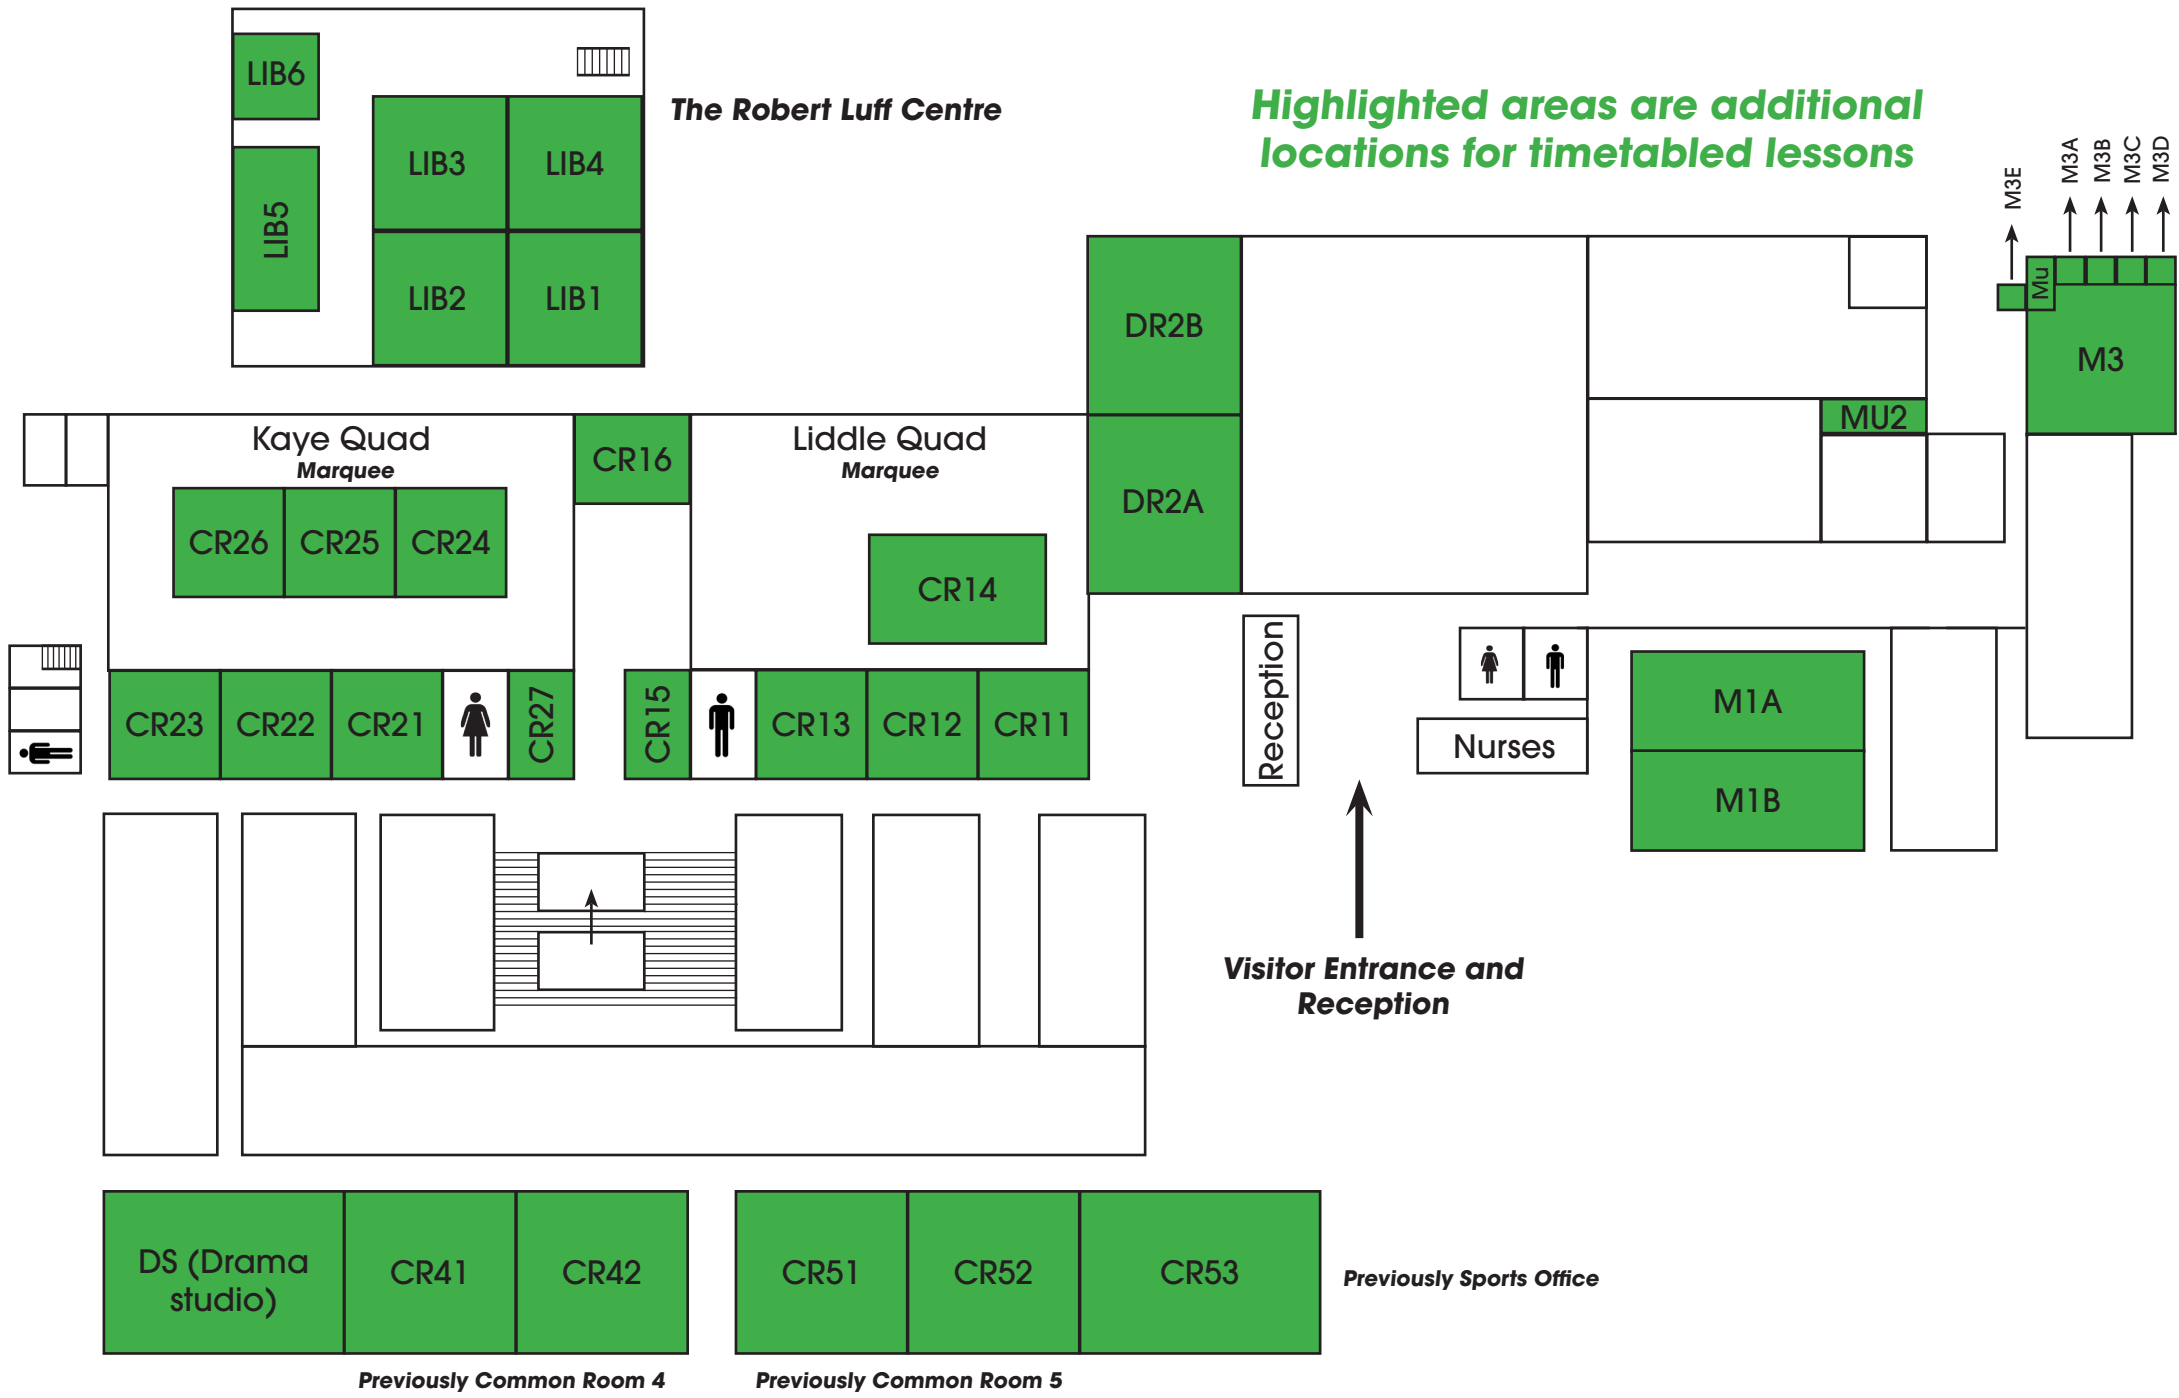 LIB6
The Robert Luff Centre
Highlighted areas are additional
locations for timetabled lessons
LIB3
LIB4
LIB5
LIB2
LIB1
M3E
M3A
M3B
M3C
M3D
Mu
M3
DR2B
MU2
Kaye Quad
Marquee
CR16
Liddle Quad
Marquee
DR2A
CR26
CR25
CR24
CR14
Reception
CR23
CR22
CR21
CR27
CR15
CR13
CR12
CR11
Nurses
M1A
M1B
Visitor Entrance and
Reception
DS (Drama
studio)
CR41
CR42
CR51
CR52
CR53
Previously Sports Office
Previously Common Room 4
Previously Common Room 5